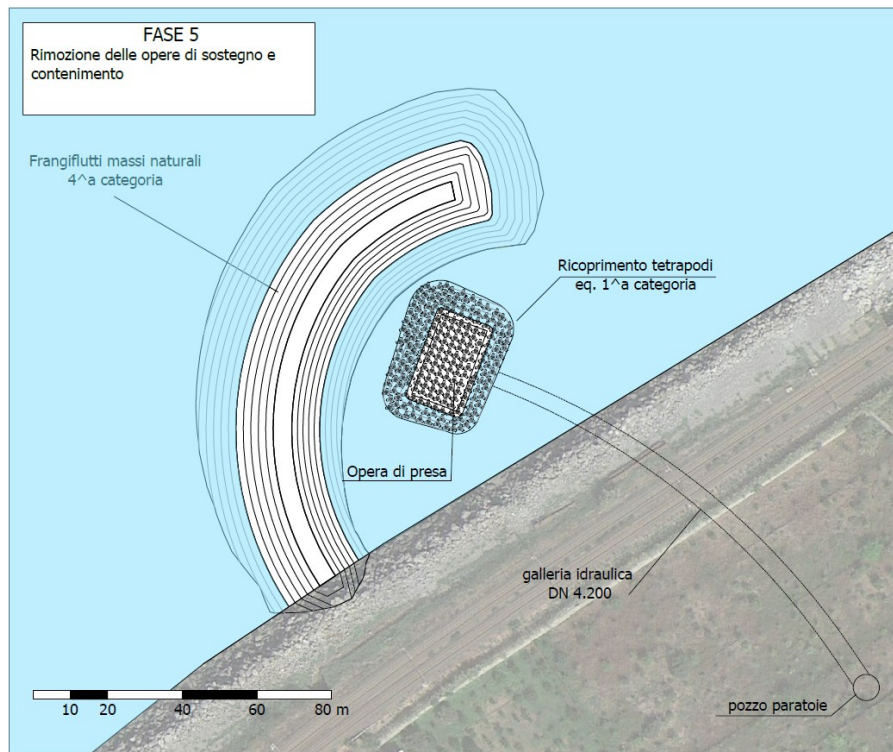 FASE 5
Rimozione delle opere di sostegno e
contenimento
Frangiflutti massi naturali
4^a categoria
Ricoprimento tetrapodi
eq. 1^a categoria
Opera di presa
galleria idraulica
DN 4.200
pozzo paratoie
10 20 40 60 80 m